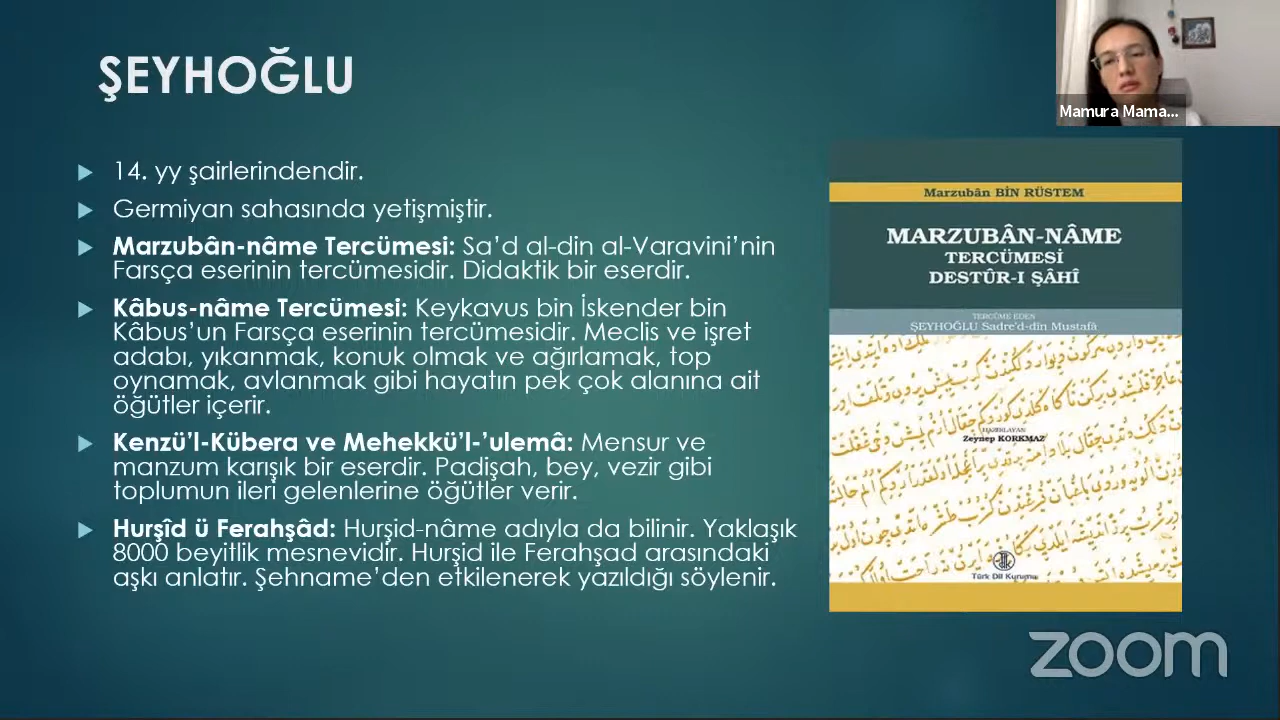 ŞEYHOĞLU
Mamura Mama...
14. yy şairlerindendir.
Germiyan sahasında yetişmiştir.
Marzubân-nâme Tercümesi: Sa’d al-din al-Varavini’nin
Farsça eserinin tercümesidir. Didaktik bir eserdir.
Kâbus-nâme Tercümesi: Keykavus bin İskender bin
Kâbus’un Farsça eserinin tercümesidir. Meclis ve işret
adabı, yıkanmak, konuk olmak ve ağırlamak, top
oynamak, avlanmak gibi hayatın pek çok alanına ait
öğütler içerir.
Kenzü’l-Kübera ve Mehekkü’l-’ulemâ: Mensur ve
manzum karışık bir eserdir. Padişah, bey, vezir gibi
toplumun ileri gelenlerine öğütler verir.
Hurşîd ü Ferahşâd: Hurşid-nâme adıyla da bilinir. Yaklaşık
8000 beyitlik mesnevidir. Hurşid ile Ferahşad arasındaki
aşkı anlatır. Şehname’den etkilenerek yazıldığı söylenir.
Marzubân BİN RÜSTEM
MARZUBÂN-NÂME
TERCÜMESİ
DESTÛR-I ŞÂHÎ
TERCÜME EDEN
ŞEYHOĞLU Sadre'd-dîn Mustafâ
HAZIRLAYAN
Zeynep KORKMAZ
Türk Dil Kurumu
zoom